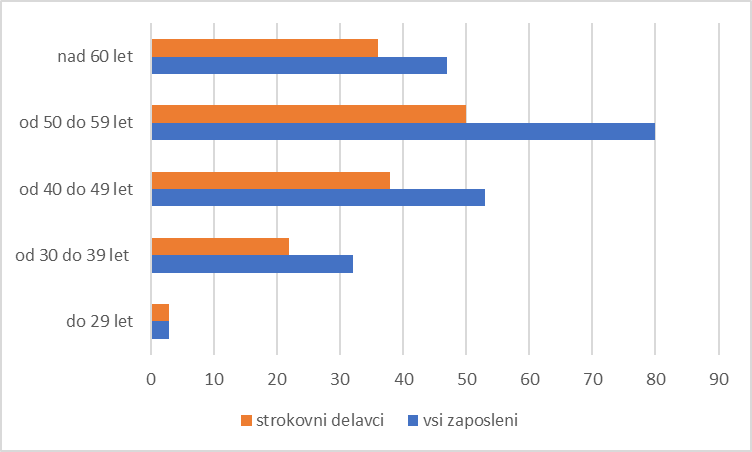 nad 60 let
od 50 do 59 let
od 40 do 49 let
od 30 do 39 let
do 29 let
0 10 20 30 40 50 60 70 80 90
strokovni delavci vsi zaposleni